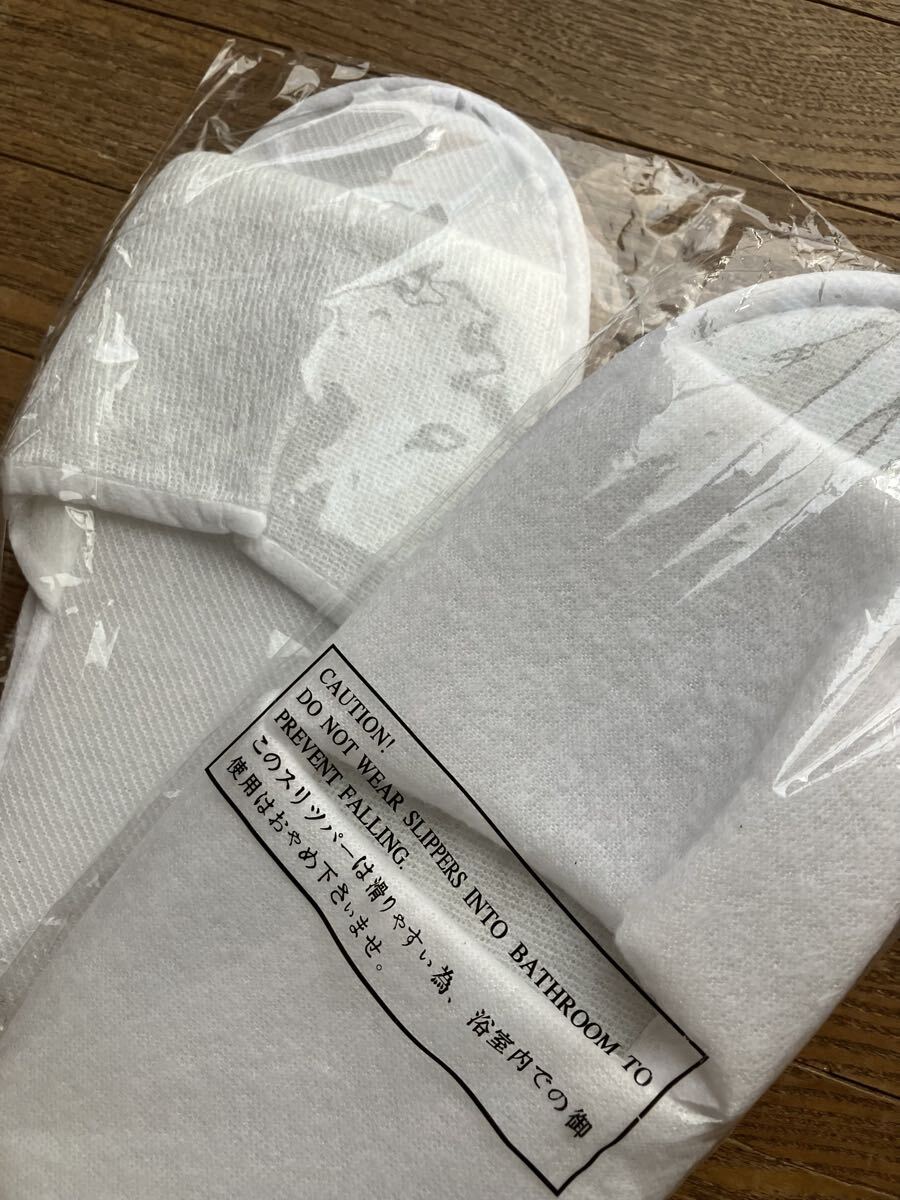 CAUTION!
DO NOT WEAR SLIPPERS INTO BATHROOM TO
PREVENT FALLING.
このスリッパーは滑りやすい為、浴室内での御
使用はおやめ下さいませ。